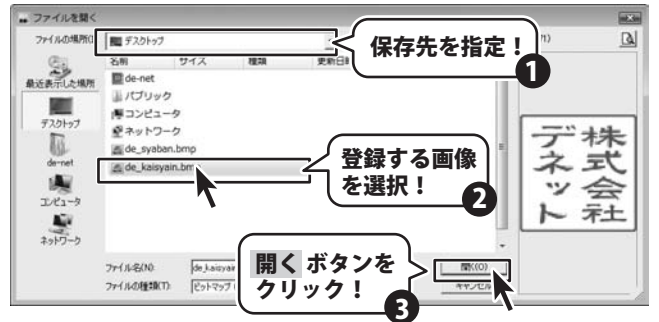 ファイルを開く
ファイルの場所(I)
デスクトップ
保存先を指定！
❶
名前 サイズ 種類 更新日時
最近表示した場所
デスクトップ
de-net
コンピュータ
ネットワーク
de-net
パブリック
コンピュータ
ネットワーク
de_syaban.bmp
de_kaisyain.bmp
登録する画像
を選択！
❷
株式会社
デネット
開く ボタンを
クリック！
❸
ファイル名(N):
de_kaisyain
開く(O)
ファイルの種類(T):
ビットマップ
キャンセル